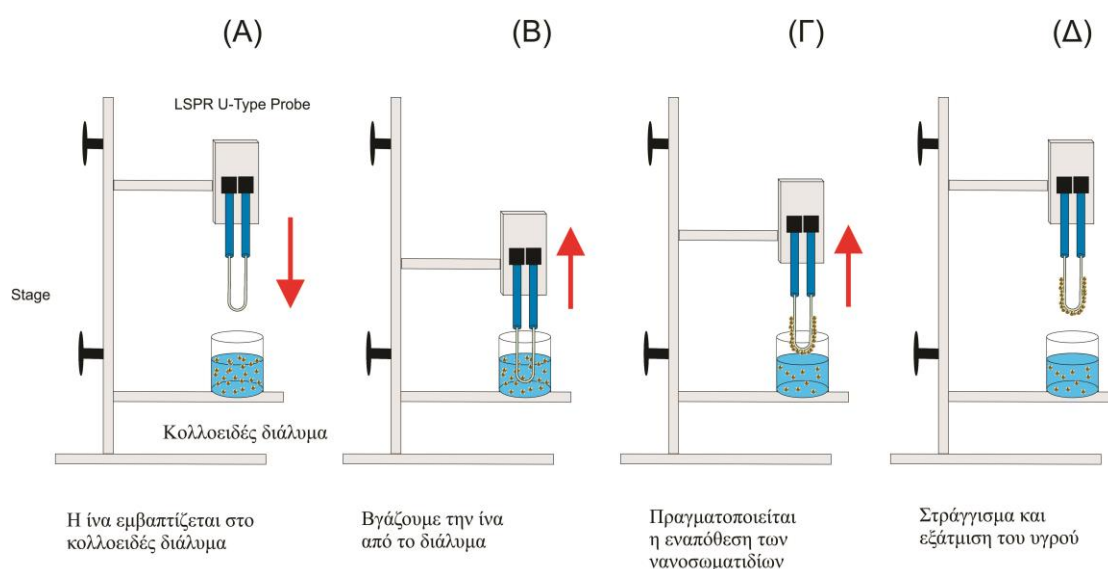 (Α)
(Β)
(Γ)
(Δ)
LSPR U-Type Probe
Stage
Κολλοειδές διάλυμα
Η ίνα εμβαπτίζεται στο
κολλοειδές διάλυμα
Βγάζουμε την ίνα
από το διάλυμα
Πραγματοποιείται
η εναπόθεση των
νανοσωματιδίων
Στράγγισμα και
εξάτμιση του υγρού